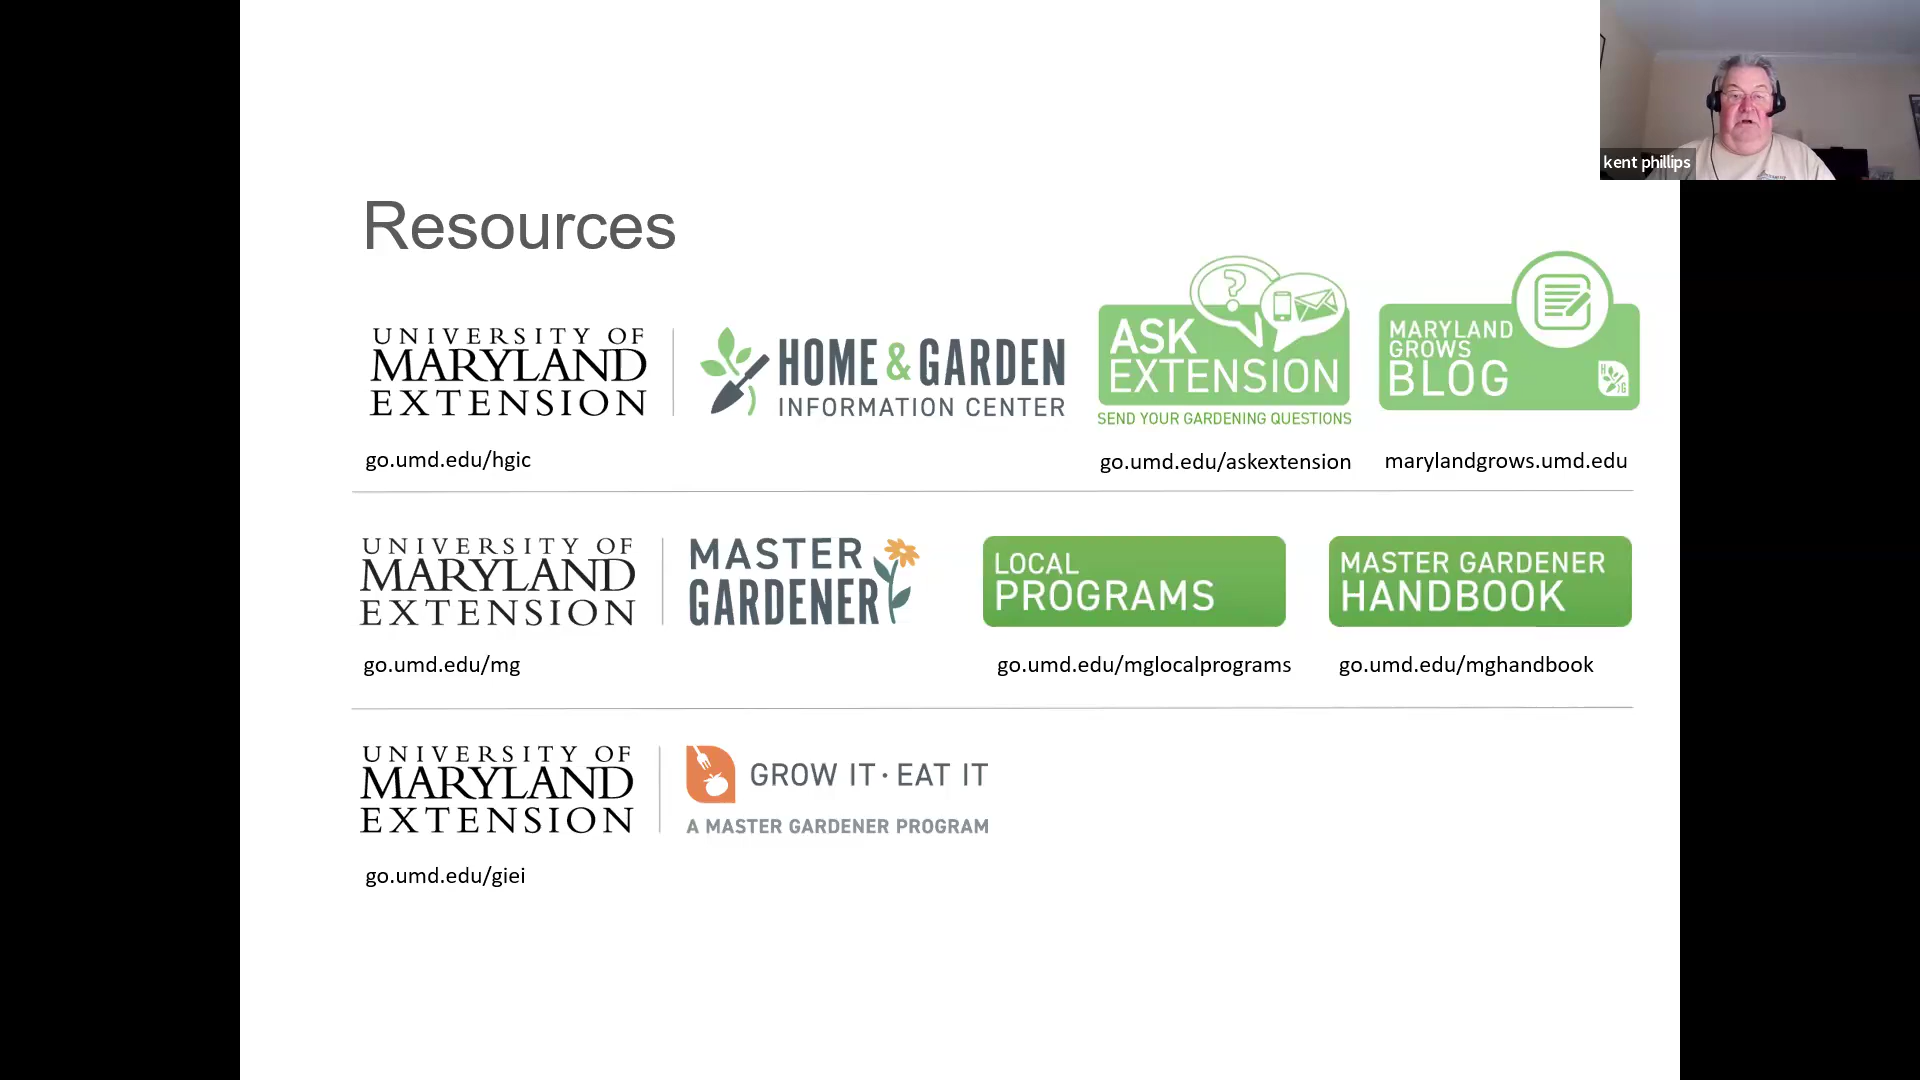 kent phillips
Resources
UNIVERSITY OF
MARYLAND
EXTENSION
HOME & GARDEN
INFORMATION CENTER
go.umd.edu/hgic
?
ASK
EXTENSION
SEND YOUR GARDENING QUESTIONS
go.umd.edu/askextension
MARYLAND
GROWS
BLOG
H
G
marylandgrows.umd.edu
UNIVERSITY OF
MARYLAND
EXTENSION
MASTER
GARDENER
go.umd.edu/mg
LOCAL
PROGRAMS
go.umd.edu/mglocalprograms
MASTER GARDENER
HANDBOOK
go.umd.edu/mghandbook
UNIVERSITY OF
MARYLAND
EXTENSION
GROW IT · EAT IT
A MASTER GARDENER PROGRAM
go.umd.edu/giei